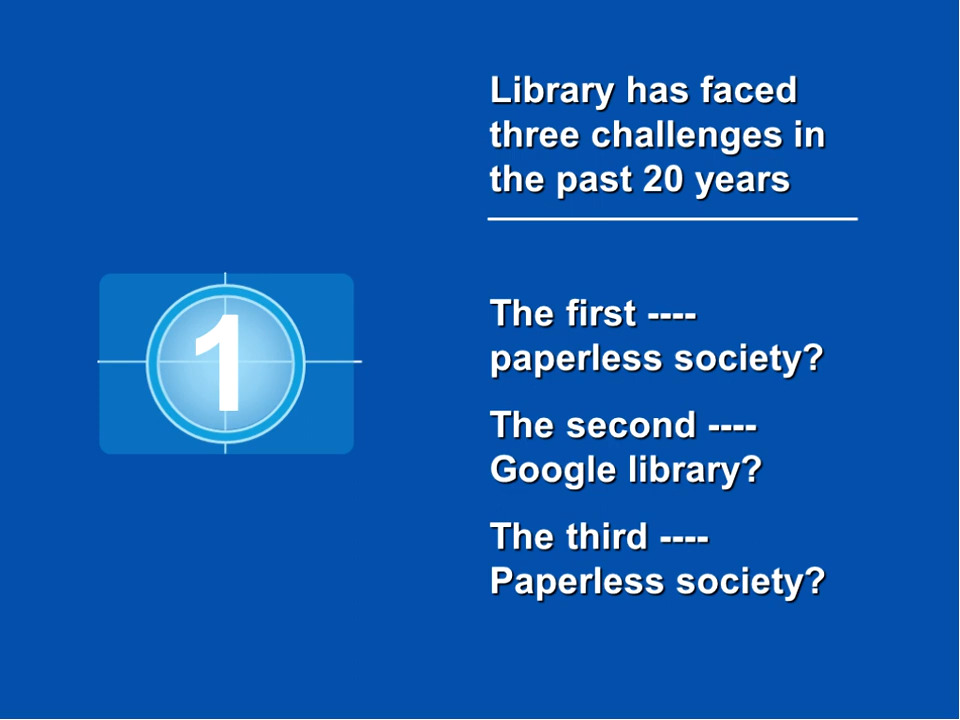 Library has faced
three challenges in
the past 20 years
1
The first ----
paperless society?
The second ----
Google library?
The third ----
Paperless society?